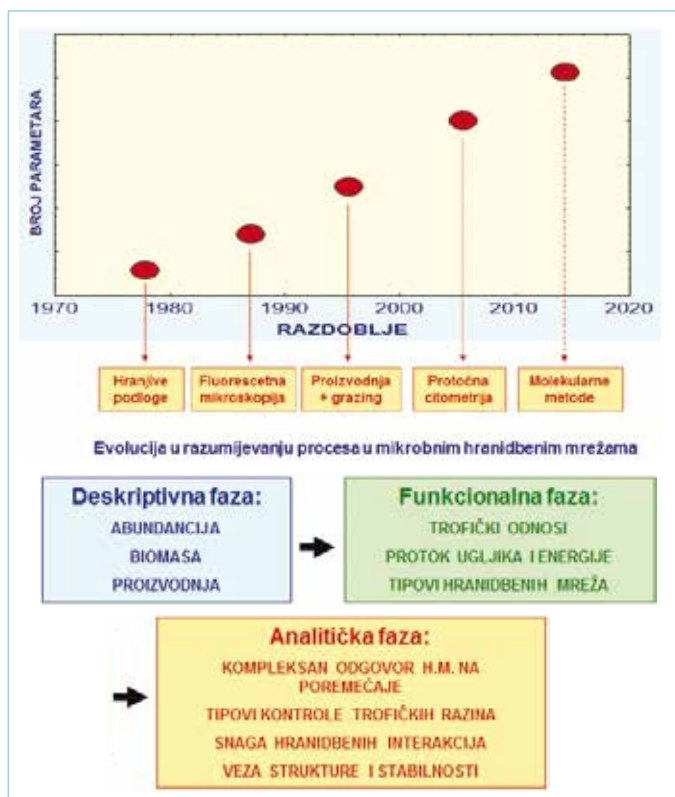 BROJ PARAMETARA
1970 1980 1990 2000 2010 2020
RAZDOBLJE
Hranjive
podloge
Fluorescetna
mikroskopija
Proizvodnja
+ grazing
Protočna
citometrija
Molekularne
metode
Evolucija u razumijevanju procesa u mikrobnim hranidbenim mrežama
Deskriptivna faza:
ABUNDANCIJA
BIOMASA
PROIZVODNJA
Funkcionalna faza:
TROFIČKI ODNOSI
PROTOK UGLJIKA I ENERGIJE
TIPOVI HRANIDBENIH MREŽA
Analitička faza:
KOMPLEKSAN ODGOVOR H.M. NA
POREMEĆAJE
TIPOVI KONTROLE TROFIČKIH RAZINA
SNAGA HRANIDBENIH INTERAKCIJA
VEZA STRUKTURE I STABILNOSTI